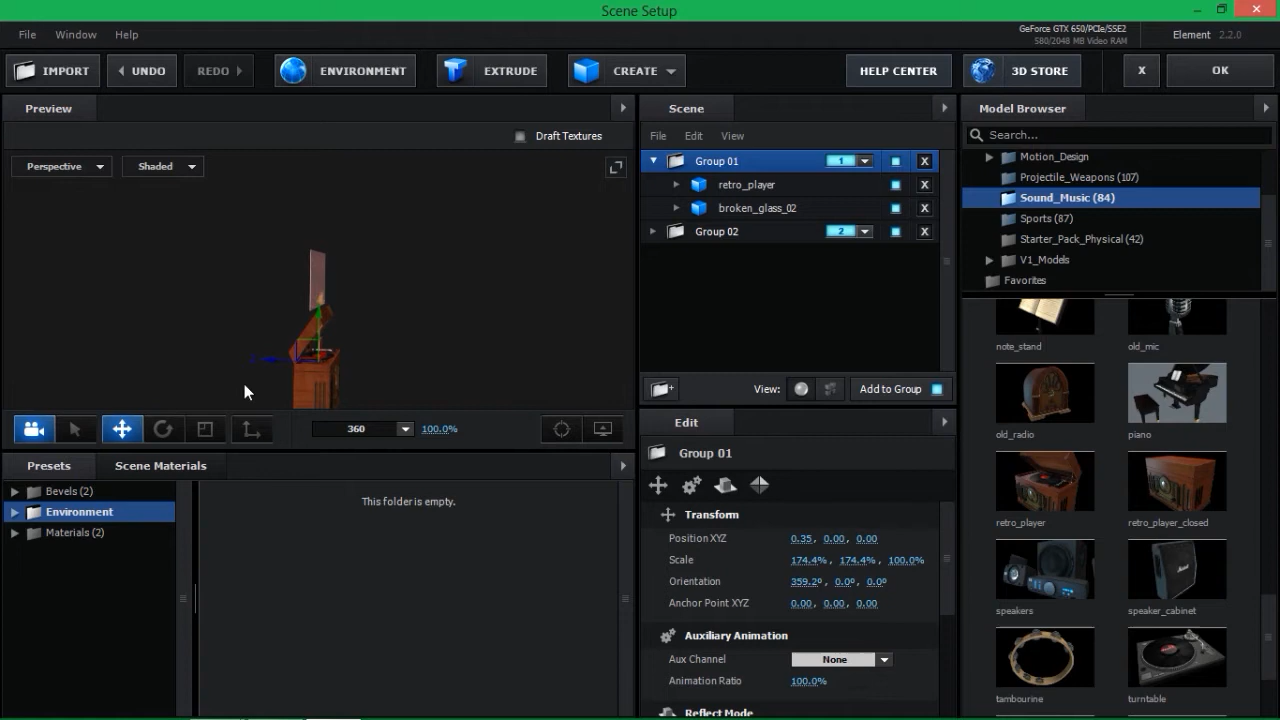 Scene Setup
File Window Help
GeForce GTX 650/PCIe/SSE2
580/2048 MB Video RAM
Element 2.2.0
IMPORT UNDO REDO ENVIRONMENT EXTRUDE CREATE HELP CENTER 3D STORE X OK
Preview
Draft Textures
Perspective Shaded
360 100.0%
Presets Scene Materials
Bevels (2)
Environment
Materials (2)
This folder is empty.
Scene
File Edit View
Group 01 1 X
retro_player X
broken_glass_02 X
Group 02 2 X
View: Add to Group
Edit
Group 01
Transform
Position XYZ 0.35, 0.00, 0.00
Scale 174.4%, 174.4%, 100.0%
Orientation 359.2º, 0.0º, 0.0º
Anchor Point XYZ 0.00, 0.00, 0.00
Auxiliary Animation
Aux Channel None
Animation Ratio 100.0%
Reflect Mode
Model Browser
Search...
Motion_Design
Projectile_Weapons (107)
Sound_Music (84)
Sports (87)
Starter_Pack_Physical (42)
V1_Models
Favorites
note_stand old_mic
old_radio piano
retro_player retro_player_closed
speakers speaker_cabinet
tambourine turntable